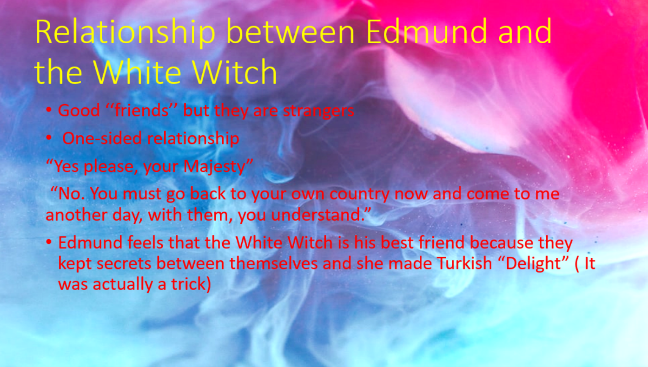 Relationship between Edmund and
the White Witch
• Good ‘’friends’’ but they are strangers
• One-sided relationship
“Yes please, your Majesty”
“No. You must go back to your own country now and come to me
another day, with them, you understand.”
• Edmund feels that the White Witch is his best friend because they
kept secrets between themselves and she made Turkish “Delight” ( It
was actually a trick)